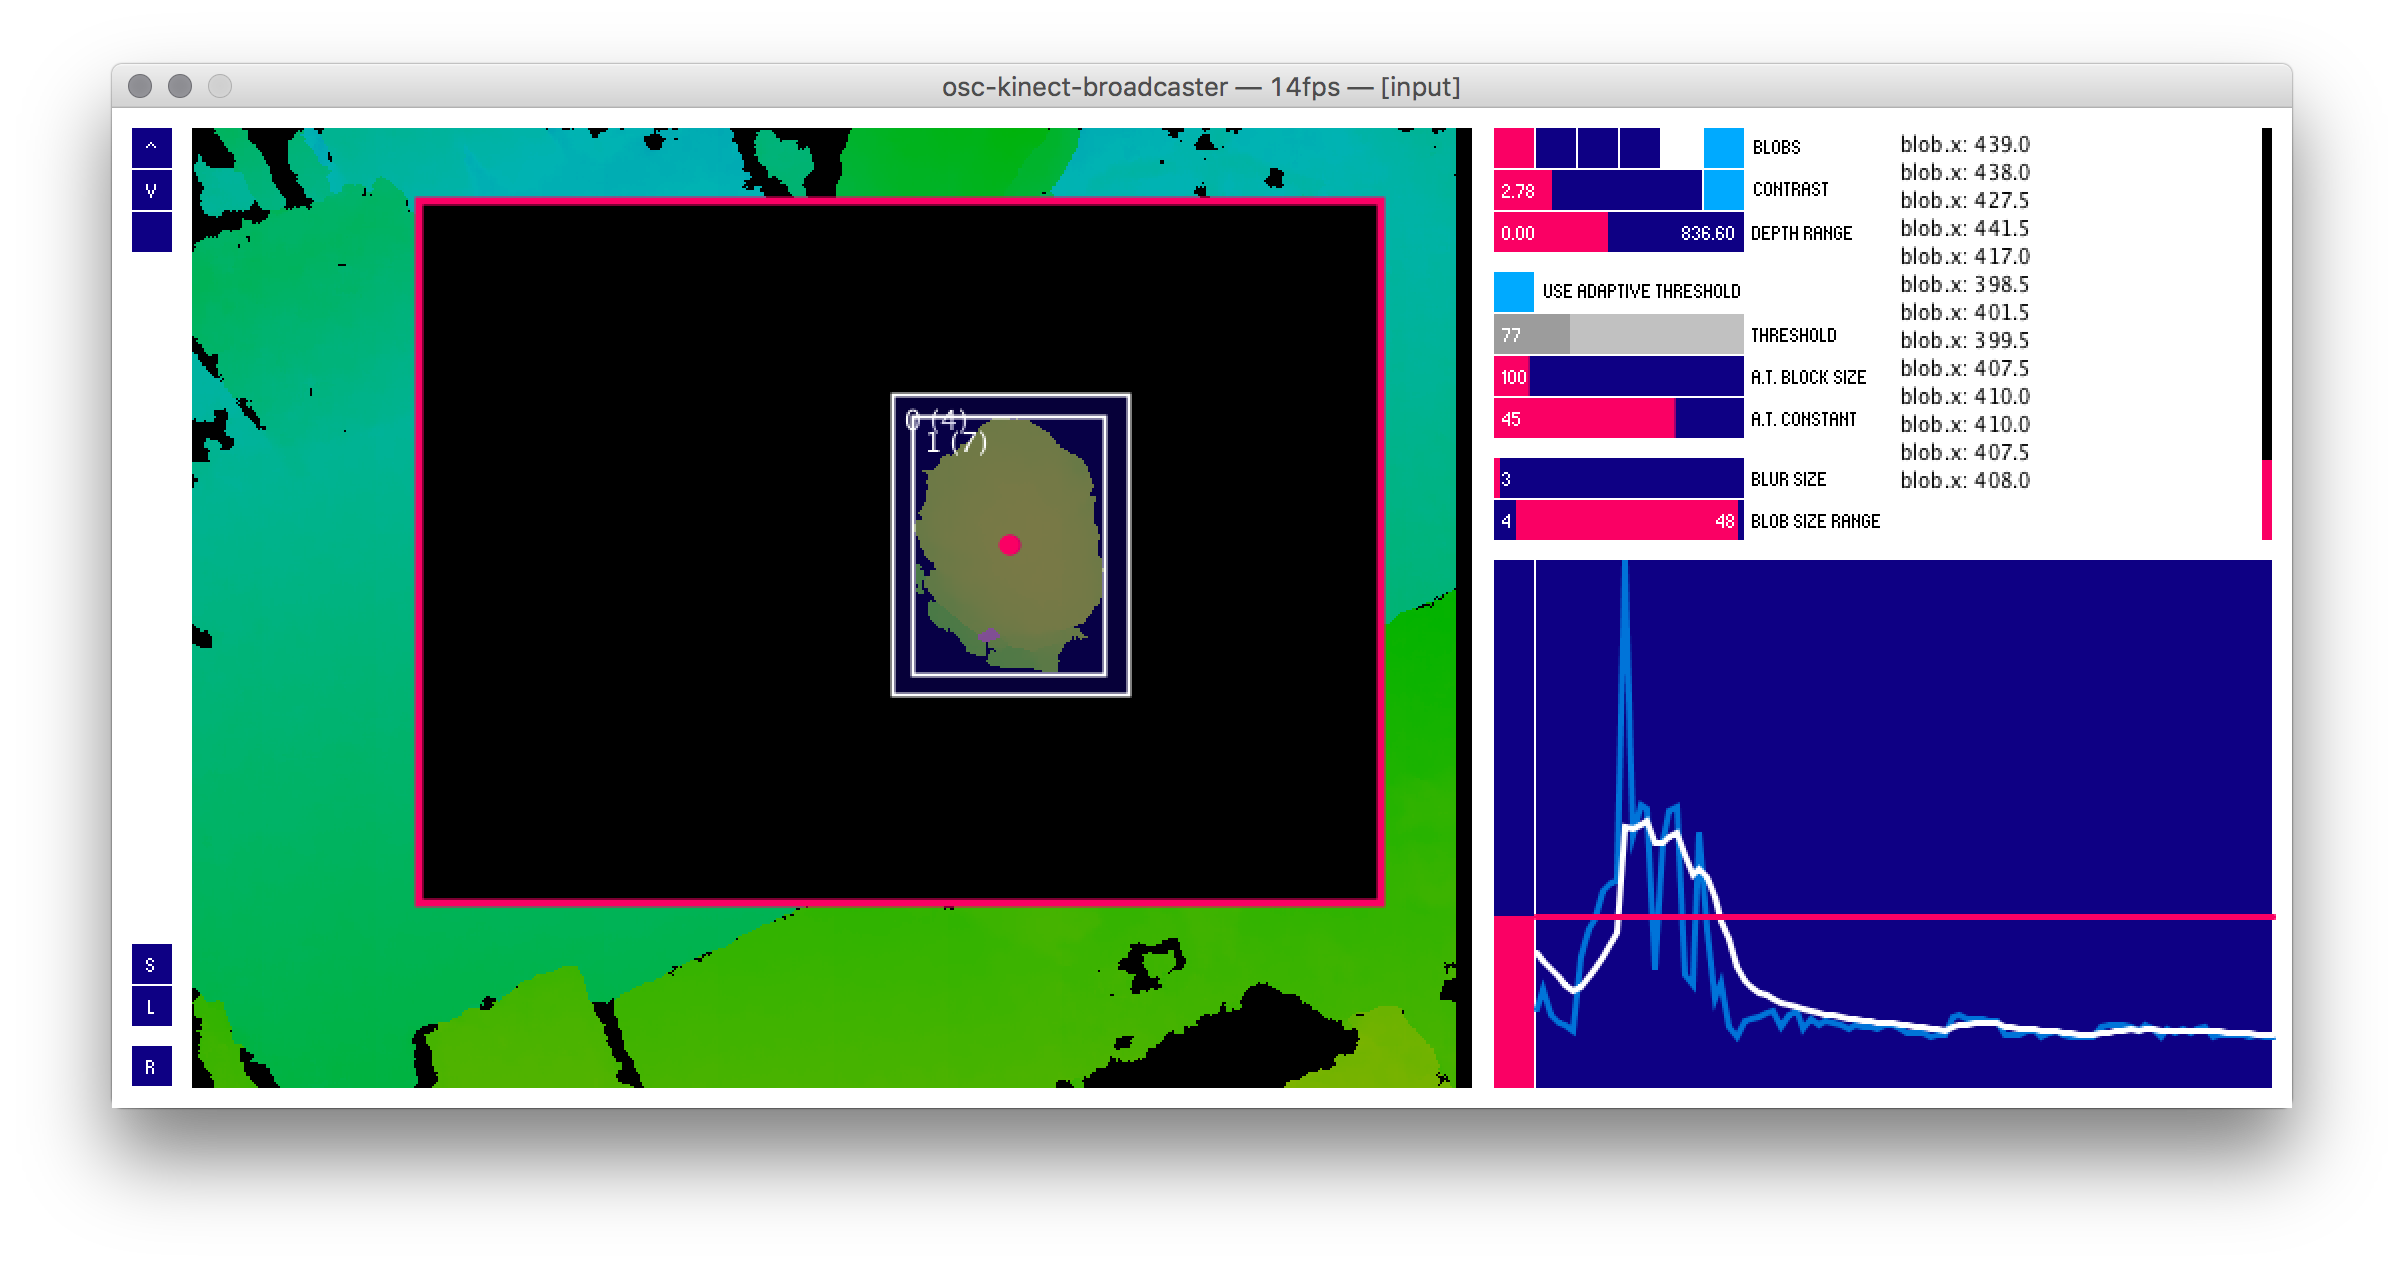 osc-kinect-broadcaster — 14fps — [input]
^
V
S
L
R
0 (4)
1 (7)
BLOBS
2.78 CONTRAST
0.00 836.60 DEPTH RANGE
USE ADAPTIVE THRESHOLD
77 THRESHOLD
100 A.T. BLOCK SIZE
45 A.T. CONSTANT
3 BLUR SIZE
4 48 BLOB SIZE RANGE
blob.x: 439.0
blob.x: 438.0
blob.x: 427.5
blob.x: 441.5
blob.x: 417.0
blob.x: 398.5
blob.x: 401.5
blob.x: 399.5
blob.x: 407.5
blob.x: 410.0
blob.x: 410.0
blob.x: 407.5
blob.x: 408.0